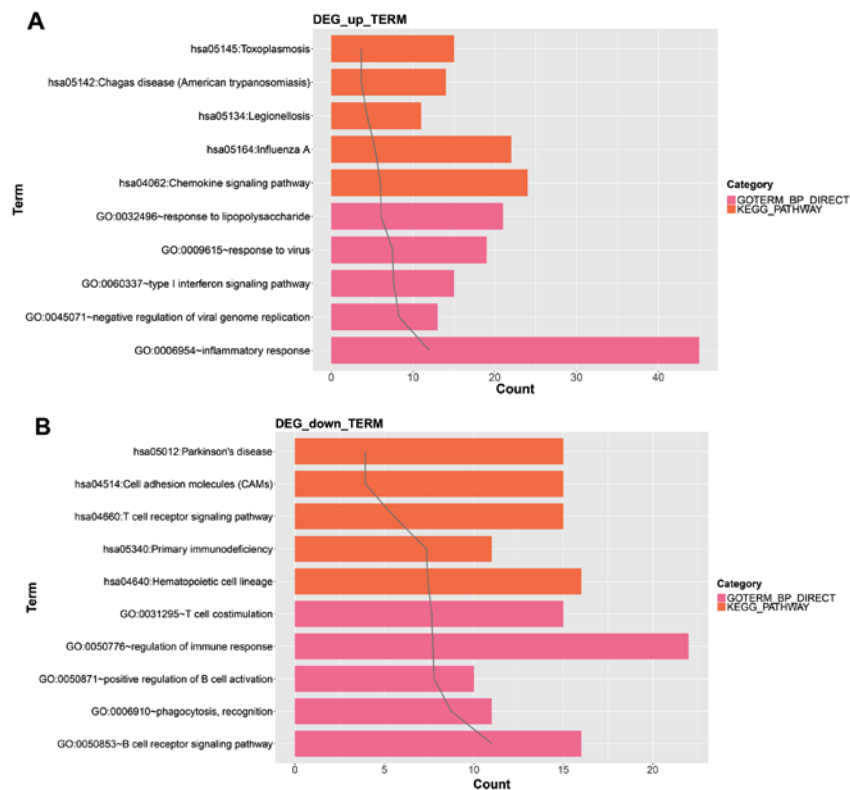 A
DEG_up_TERM
hsa05145:Toxoplasmosis
hsa05142:Chagas disease (American trypanosomiasis)
hsa05134:Legionellosis
hsa05164:Influenza A
hsa04062:Chemokine signaling pathway
GO:0032496~response to lipopolysaccharide
GO:0009615~response to virus
GO:0060337~type I interferon signaling pathway
GO:0045071~negative regulation of viral genome replication
GO:0006954~inflammatory response
Term
0 10 20 30 40
Count
Category
GOTERM_BP_DIRECT
KEGG_PATHWAY
B
DEG_down_TERM
hsa05012:Parkinson's disease
hsa04514:Cell adhesion molecules (CAMs)
hsa04660:T cell receptor signaling pathway
hsa05340:Primary immunodeficiency
hsa04640:Hematopoietic cell lineage
GO:0031295~T cell costimulation
GO:0050776~regulation of immune response
GO:0050871~positive regulation of B cell activation
GO:0006910~phagocytosis, recognition
GO:0050853~B cell receptor signaling pathway
Term
0 5 10 15 20
Count
Category
GOTERM_BP_DIRECT
KEGG_PATHWAY